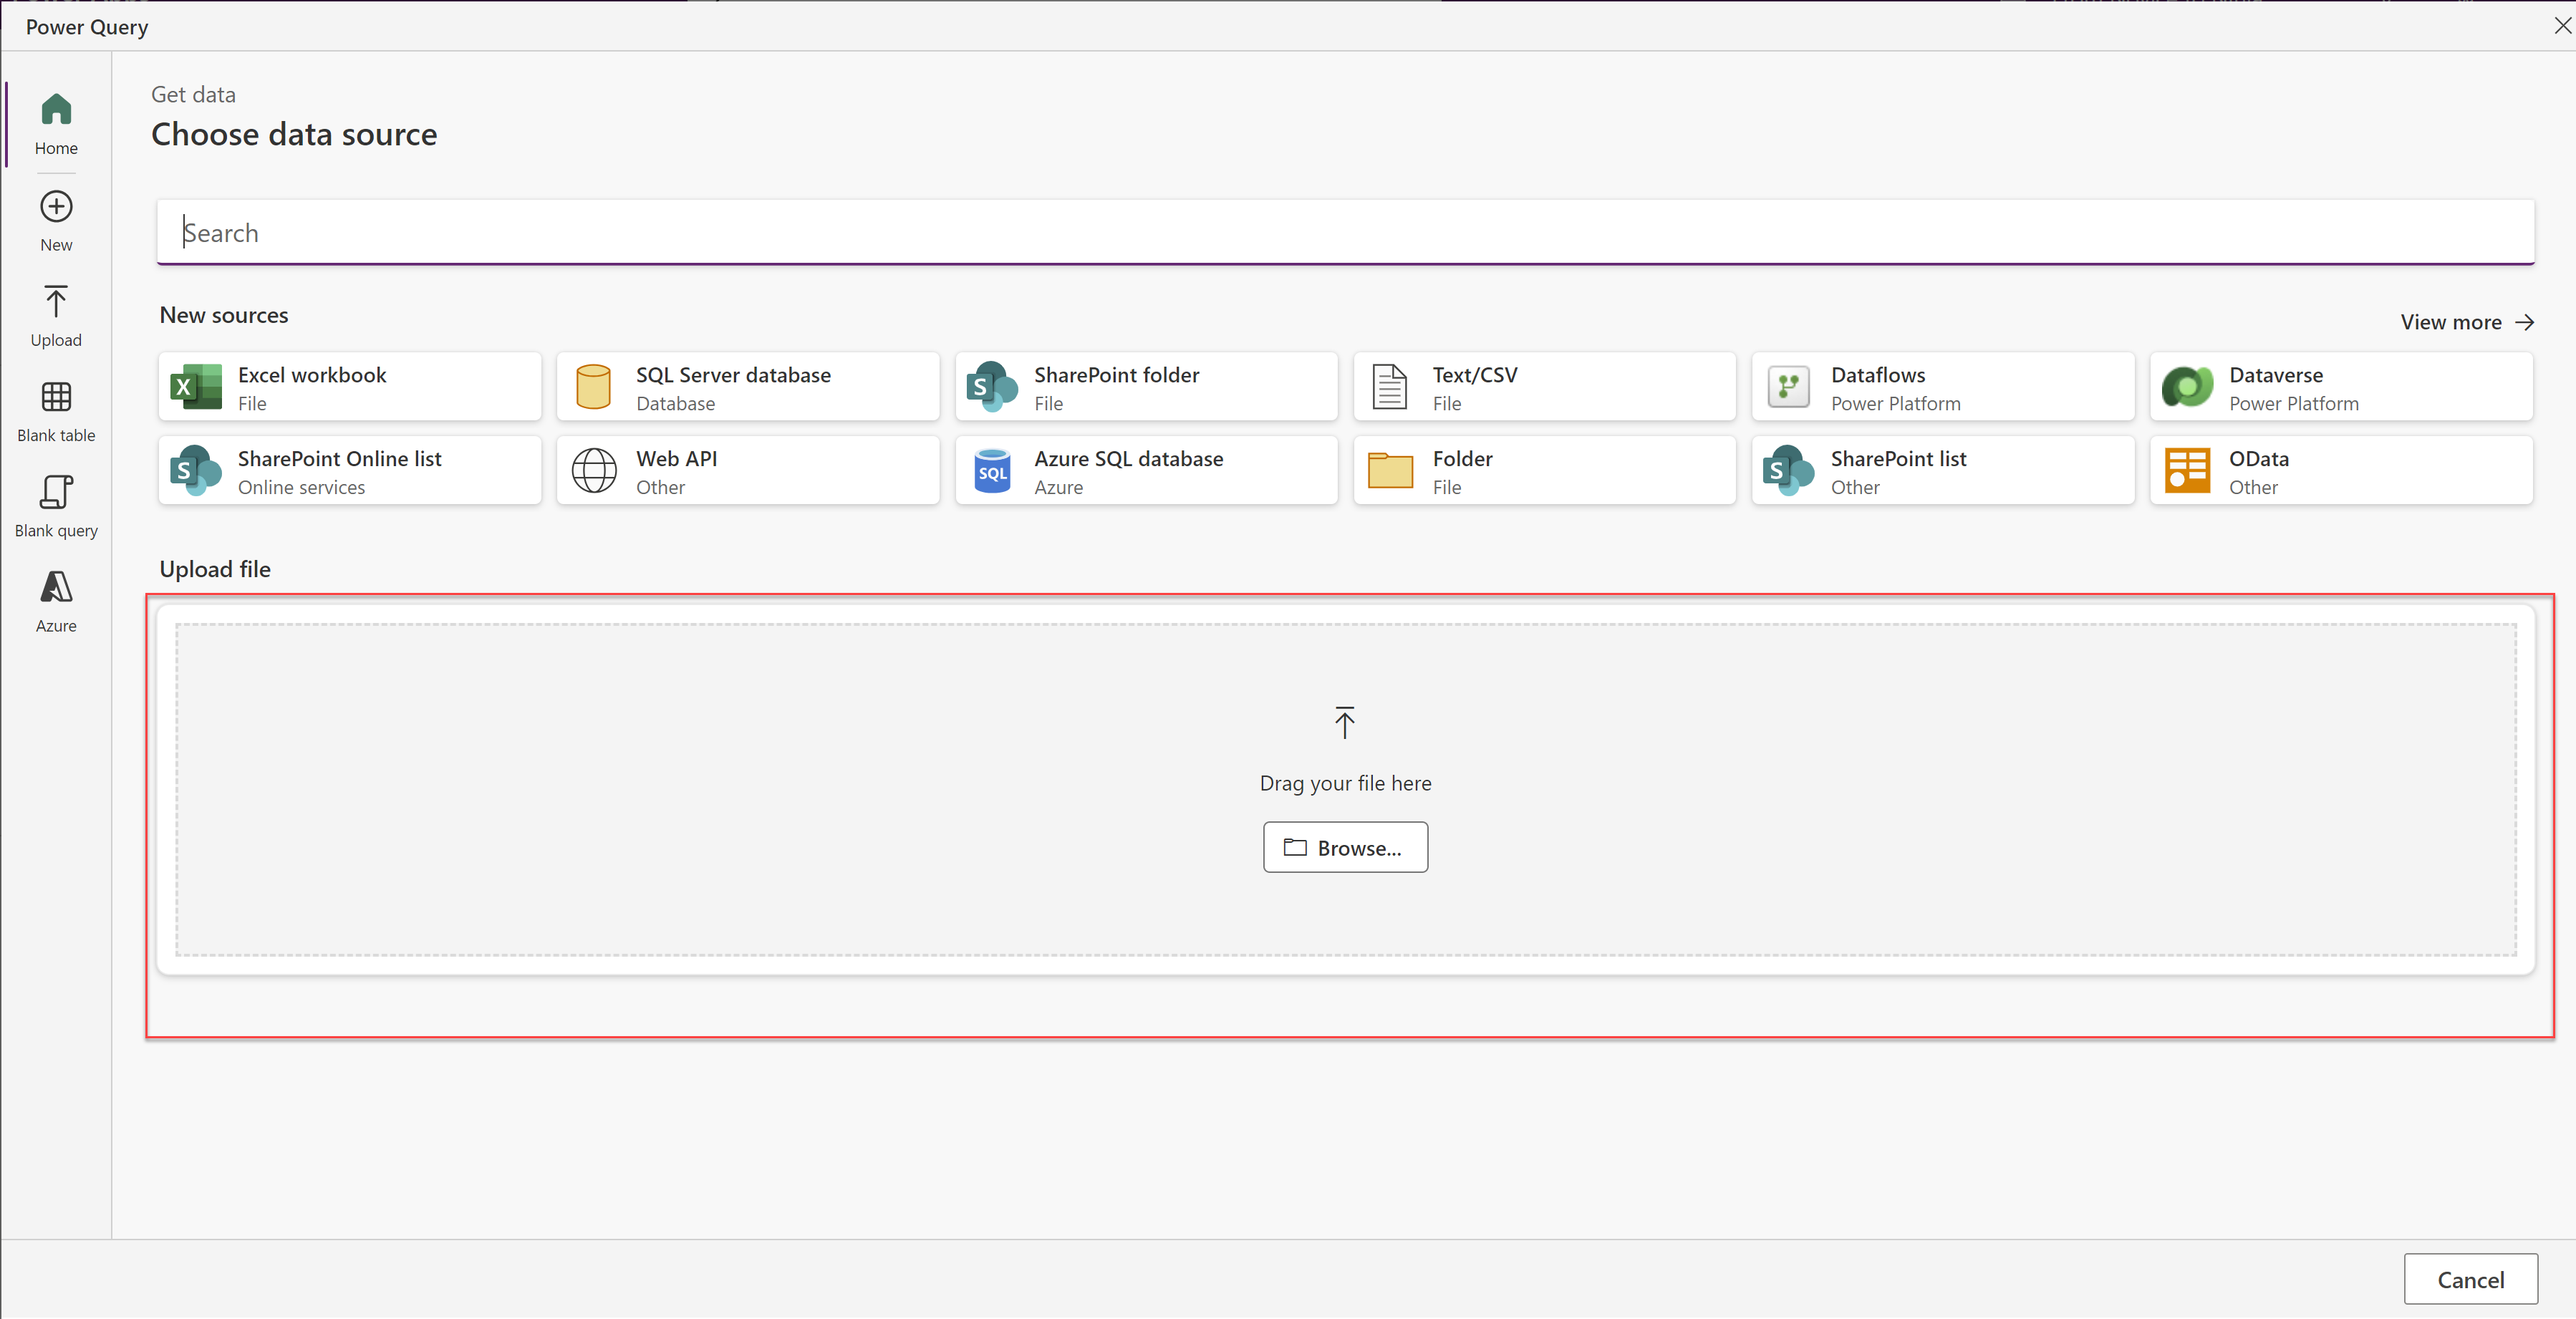 Power Query
Home
New
Upload
Blank table
Blank query
Azure
Get data
Choose data source
Search
New sources
View more
Excel workbook
File
SQL Server database
Database
SharePoint folder
File
Text/CSV
File
Dataflows
Power Platform
Dataverse
Power Platform
SharePoint Online list
Online services
Web API
Other
SQL
Azure SQL database
Azure
Folder
File
SharePoint list
Other
OData
Other
Upload file
Drag your file here
Browse...
Cancel